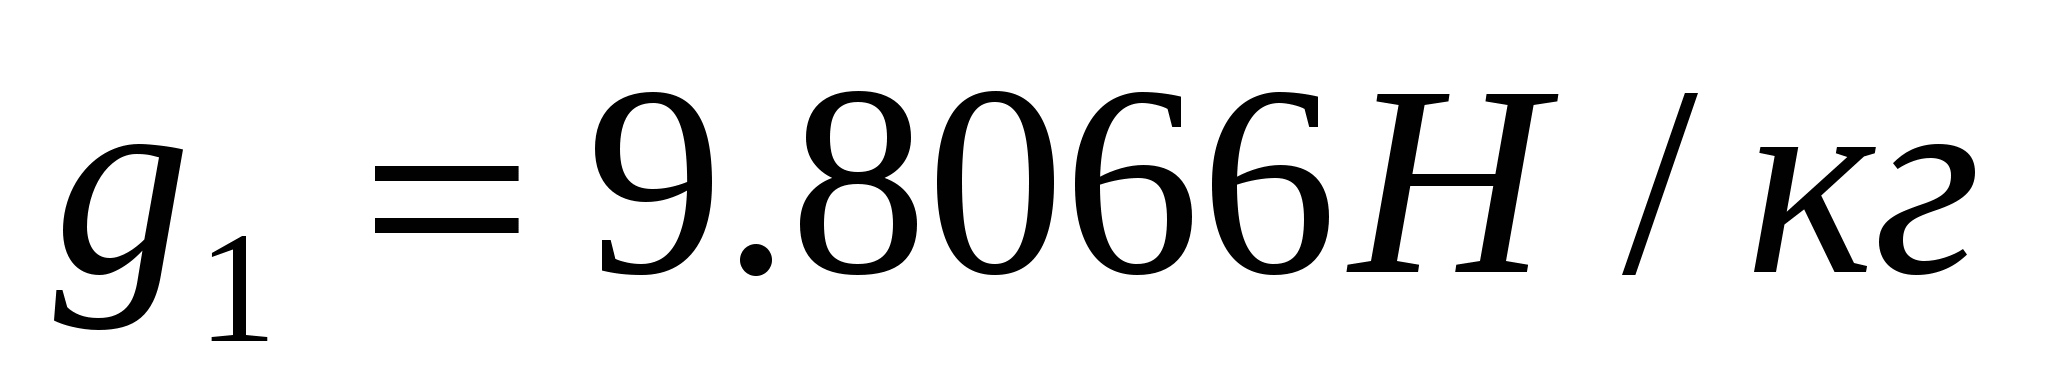 g₁ = 9.8066Н / кг